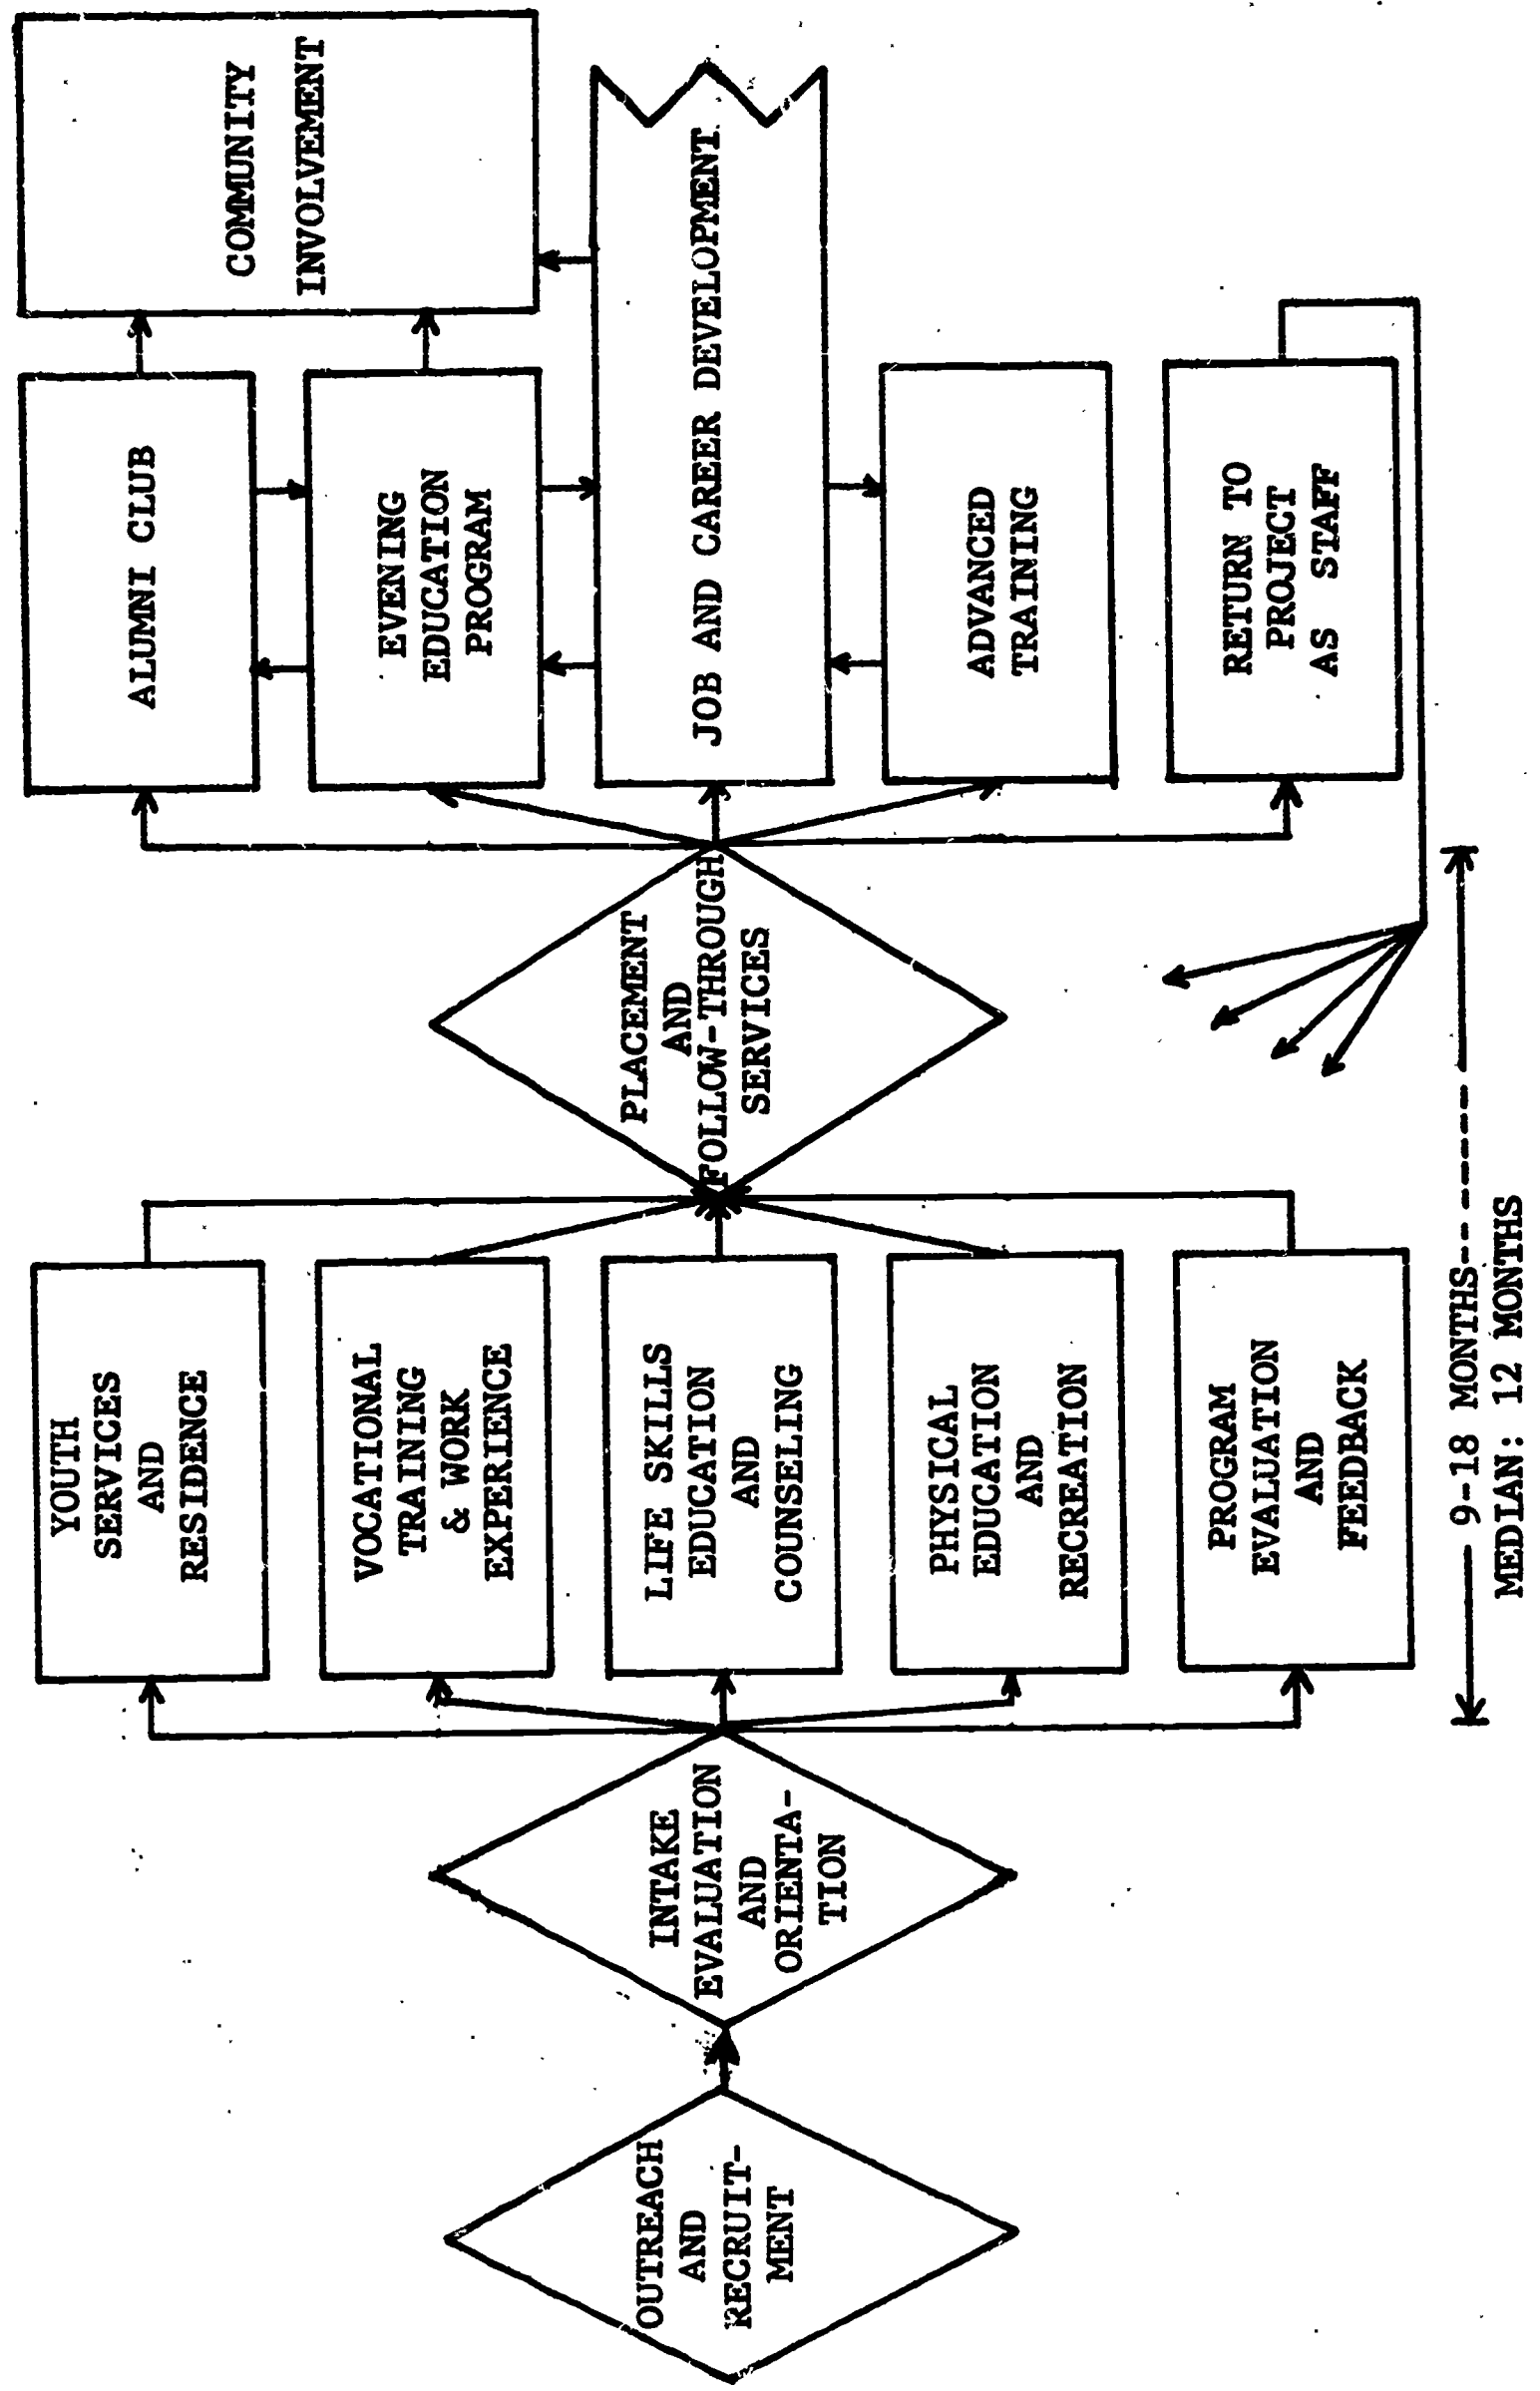 OUTREACH
AND
RECRUIT-
MENT
INTAKE
EVALUATION
AND
ORIENTA-
TION
YOUTH
SERVICES
AND
RESIDENCE
VOCATIONAL
TRAINING
& WORK
EXPERIENCE
LIFE SKILLS
EDUCATION
AND
COUNSELING
PHYSICAL
EDUCATION
AND
RECREATION
PROGRAM
EVALUATION
AND
FEEDBACK
PLACEMENT
AND
FOLLOW-THROUGH
SERVICES
ALUMNI CLUB
EVENING
EDUCATION
PROGRAM
JOB AND CAREER DEVELOPMENT
ADVANCED
TRAINING
RETURN TO
PROJECT
AS STAFF
COMMUNITY
INVOLVEMENT
9-18 MONTHS
MEDIAN: 12 MONTHS